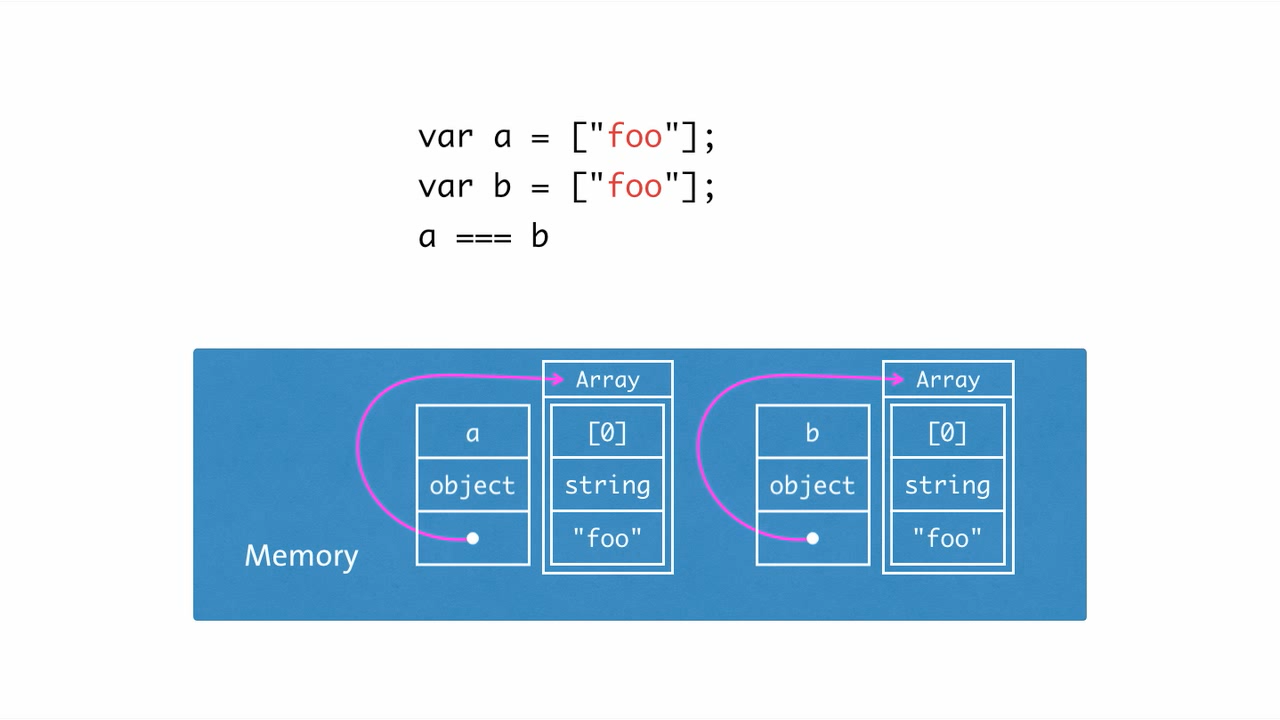 var a = ["foo"];
var b = ["foo"];
a === b
Array
Array
a
[0]
b
[0]
object
string
object
string
"foo"
"foo"
Memory